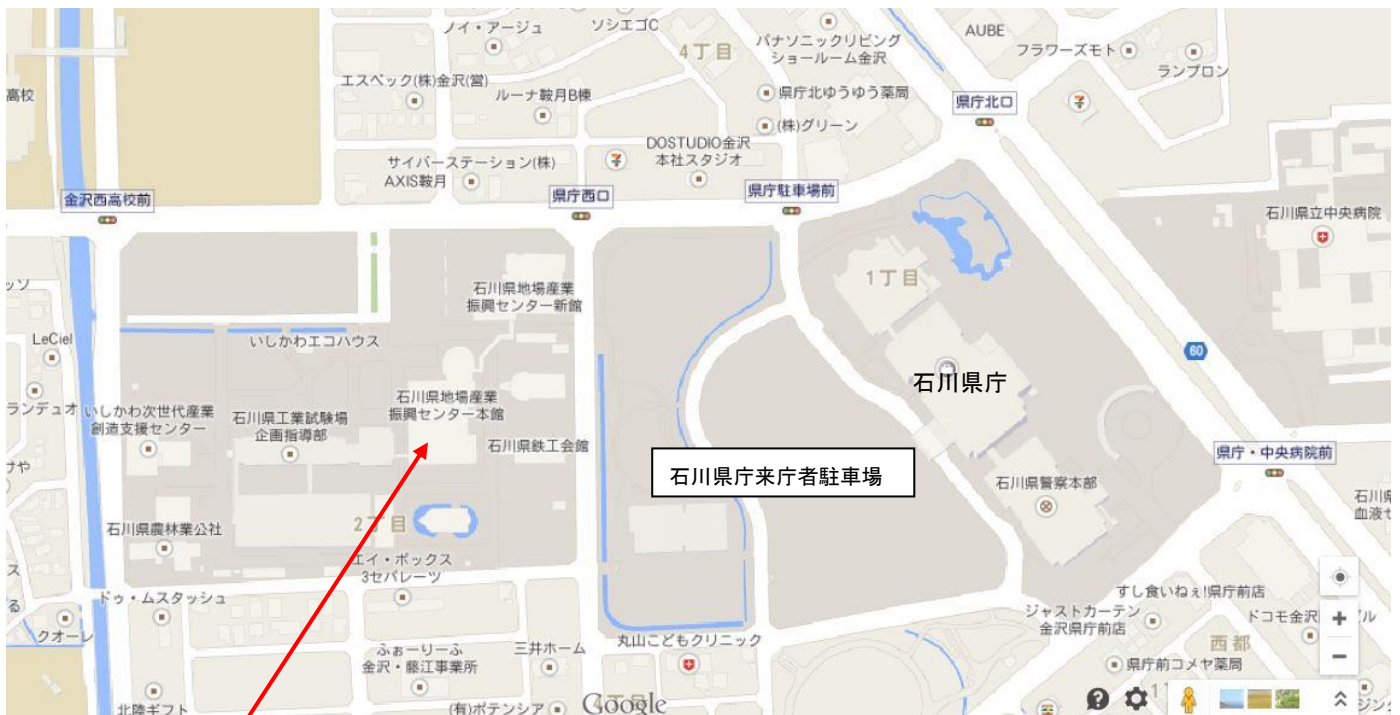 ノイ・アージュ
ソシエゴC
4丁目
パナソニックリビング
ショールーム金沢
AUBE
フラワーズモト
ランブロン
高校
エスペック(株)金沢(営)
ルーナ鞍月B棟
県庁北ゆうゆう薬局
県庁北口
(株)グリーン
DOSTUDIO金沢
本社スタジオ
サイバーステーション(株)
AXIS鞍月
金沢西高校前
県庁西口
県庁駐車場前
石川県立中央病院
1丁目
石川県地場産業
振興センター新館
LeCiel
いしかわエコハウス
60
石川県庁
ランデュオ
いしかわ次世代産業
創造支援センター
石川県工業試験場
企画指導部
石川県地場産業
振興センター本館
石川県鉄工会館
県庁・中央病院前
石川県庁来庁者駐車場
石川県警察本部
石川県
血液セ
けや
石川県農林業公社
2丁目
エイ・ボックス
3セパレーツ
ドゥ・ムスタッシュ
クオーレ
すし食いねぇ!県庁前店
ジャストカーテン
金沢県庁前店
ドコモ金沢
ビル
西都
ふぉーりーふ
金沢・藤江事業所
三井ホーム
丸山こどもクリニック
県庁前コメヤ薬局
北陸ギフト
(有)ポテンシア
Google
4丁目